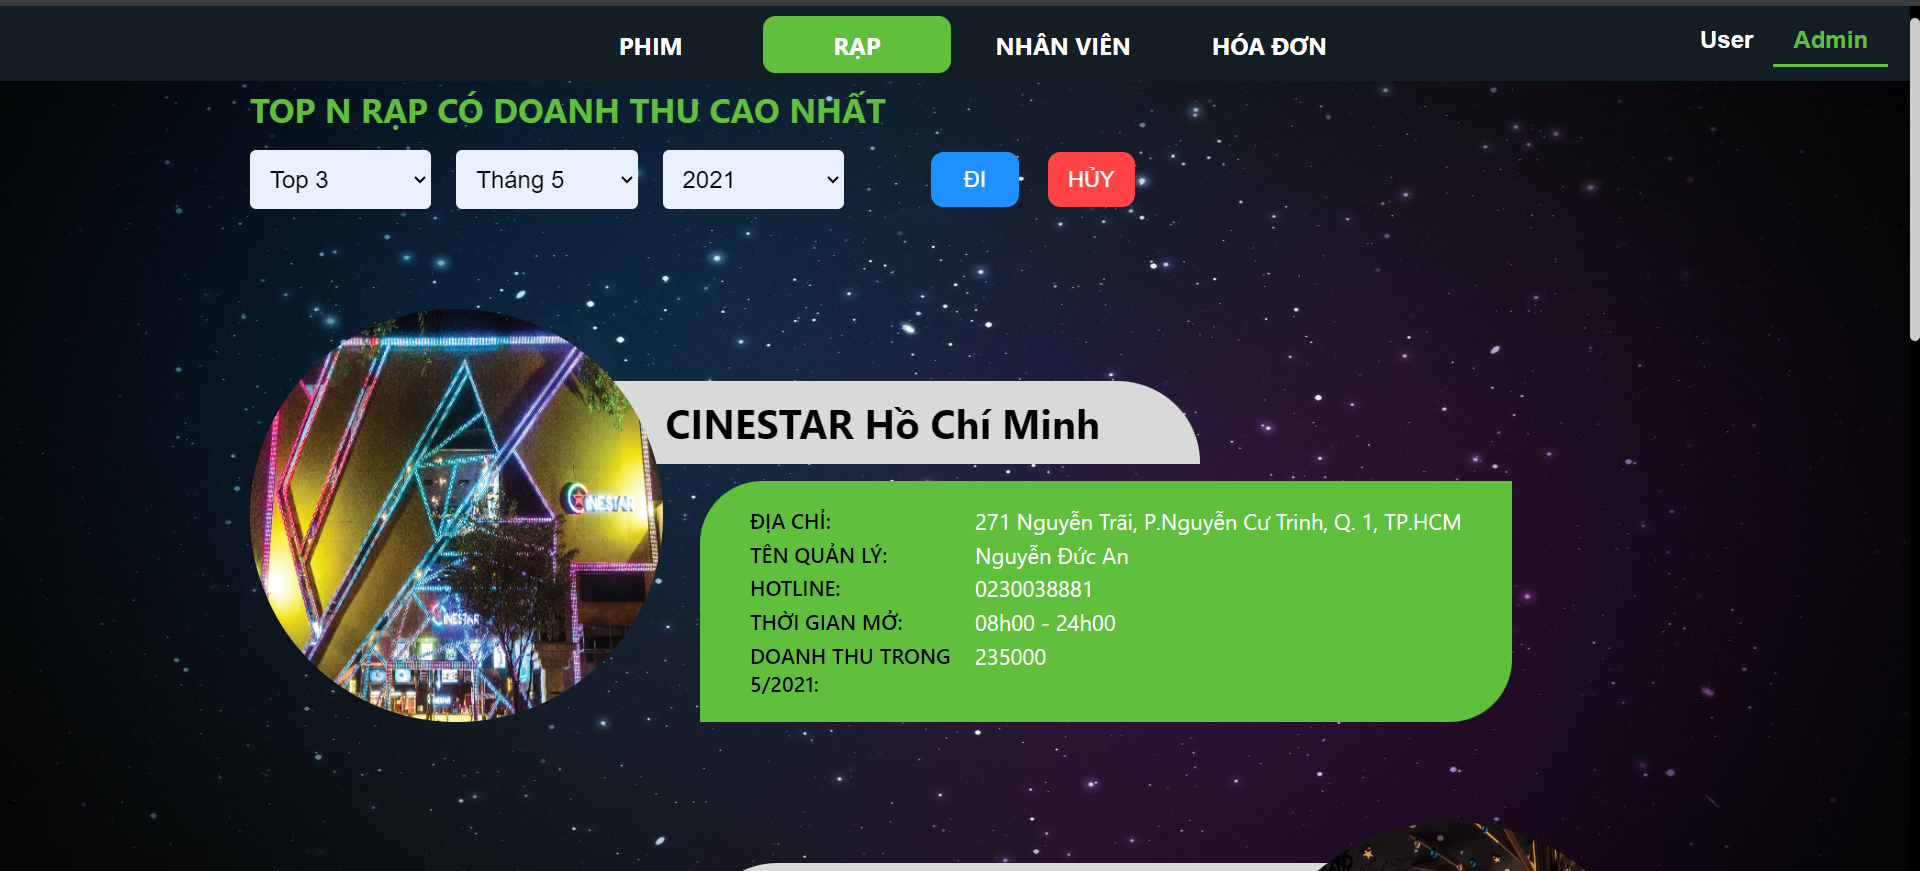 PHIM RẠP NHÂN VIÊN HÓA ĐƠN User Admin
TOP N RẠP CÓ DOANH THU CAO NHẤT
Top 3 Tháng 5 2021 ĐI HỦY
CINESTAR Hồ Chí Minh
CINESTAR
CINESTAR
ĐỊA CHỈ: 271 Nguyễn Trãi, P.Nguyễn Cư Trinh, Q. 1, TP.HCM
TÊN QUẢN LÝ: Nguyễn Đức An
HOTLINE: 0230038881
THỜI GIAN MỞ: 08h00 - 24h00
DOANH THU TRONG 235000
5/2021: